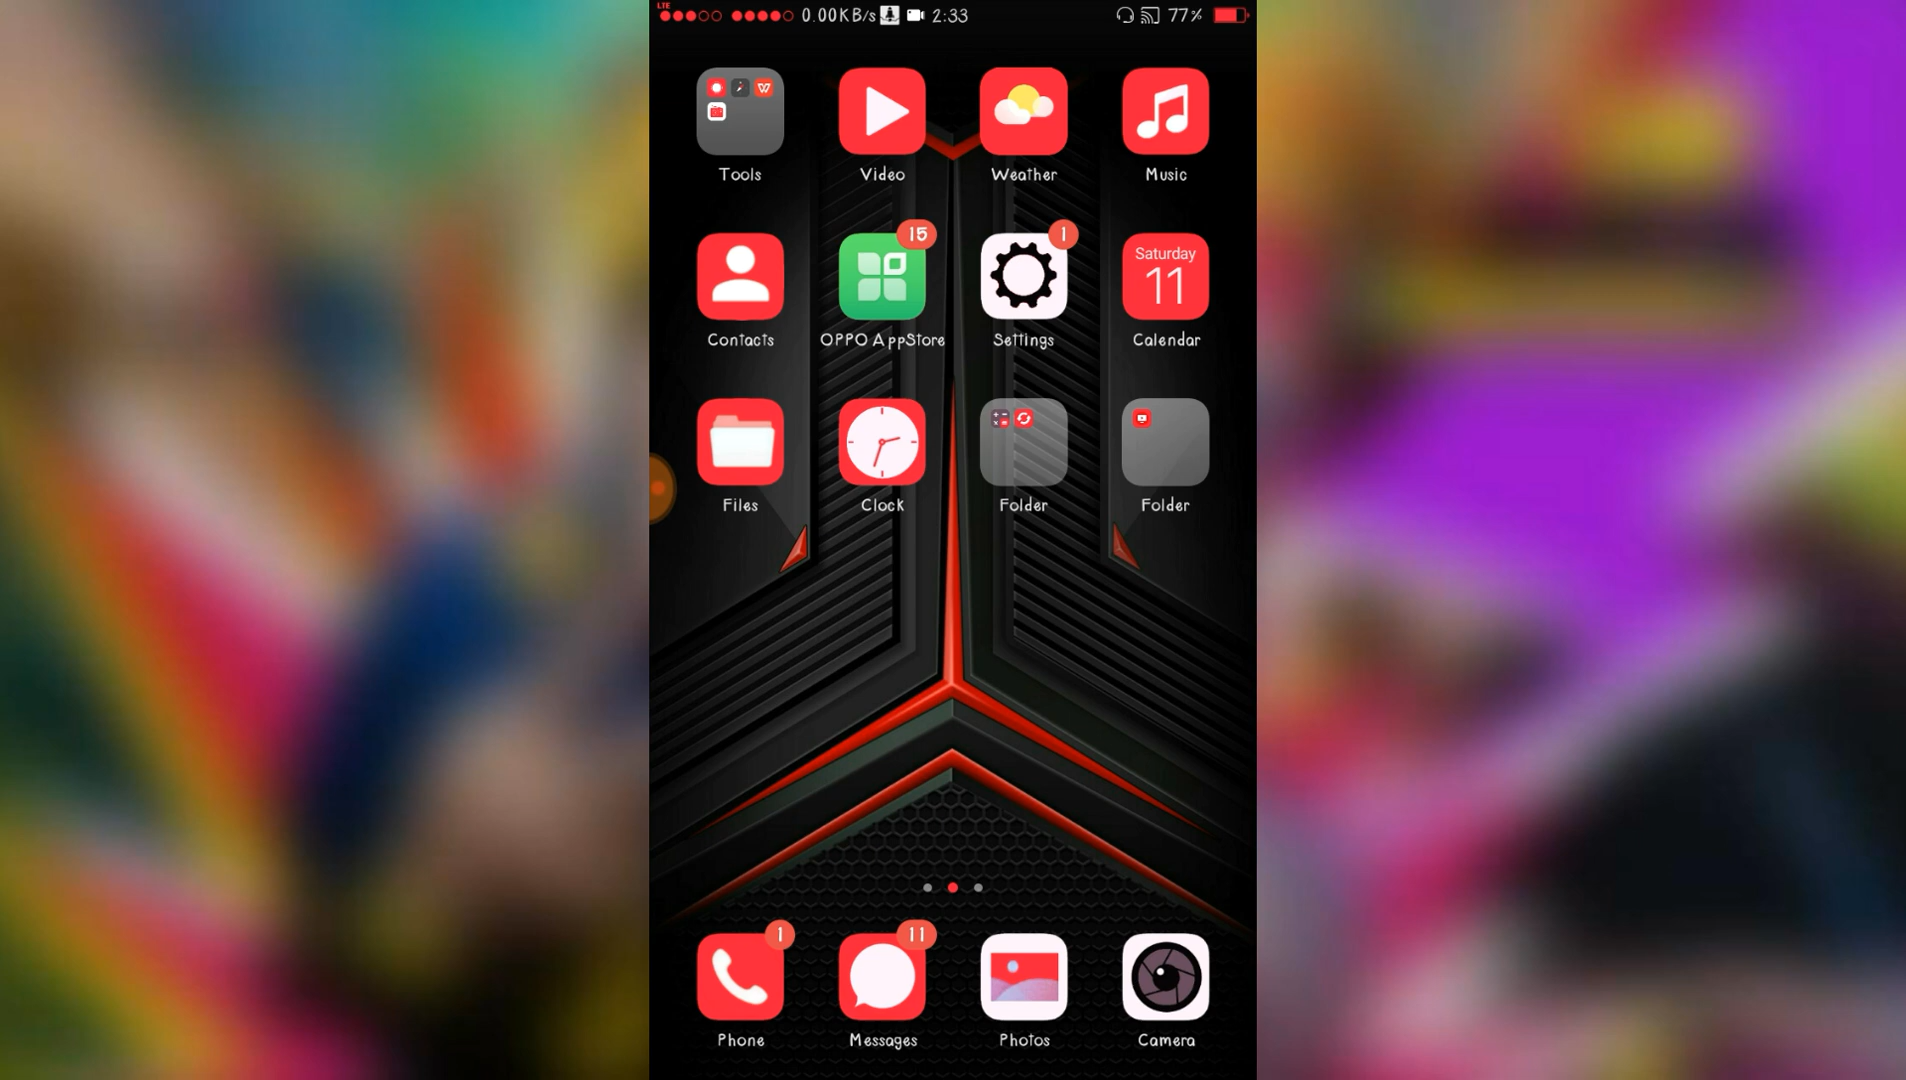 LTE
0.00KB/s 2:33 77%
W
Tools Video Weather Music
15 1 Saturday 11
Contacts OPPO AppStore Settings Calendar
Files Clock Folder Folder
1 11
Phone Messages Photos Camera